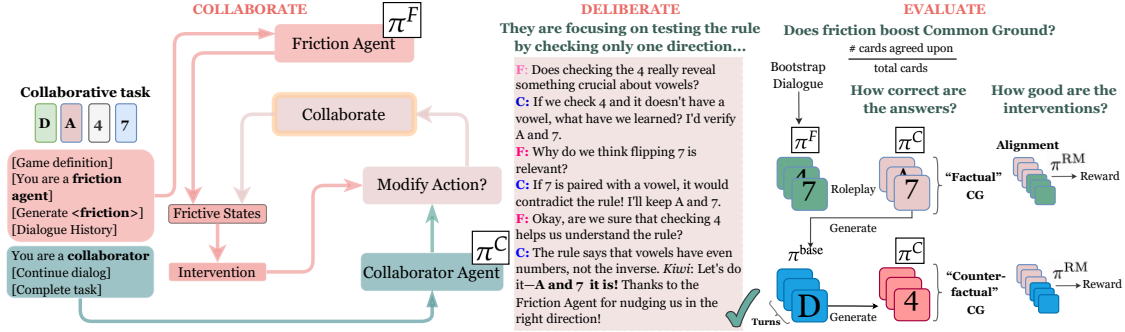 COLLABORATE
π^F
Friction Agent
Collaborative task
D A 4 7
[Game definition]
[You are a friction
agent]
[Generate <friction>]
[Dialogue History]
You are a collaborator
[Continue dialog]
[Complete task]
Collaborate
Modify Action?
Frictive States
Intervention
π^C
Collaborator Agent
DELIBERATE
They are focusing on testing the rule
by checking only one direction...
F: Does checking the 4 really reveal
something crucial about vowels?
C: If we check 4 and it doesn't have a
vowel, what have we learned? I'd verify
A and 7.
F: Why do we think flipping 7 is
relevant?
C: If 7 is paired with a vowel, it would
contradict the rule! I'll keep A and 7.
F: Okay, are we sure that checking 4
helps us understand the rule?
C: The rule says that vowels have even
numbers, not the inverse. Kiwi: Let's do
it—A and 7 it is! Thanks to the
Friction Agent for nudging us in the
right direction!
EVALUATE
Does friction boost Common Ground?
# cards agreed upon
total cards
Bootstrap
Dialogue
How correct are
the answers?
How good are the
interventions?
π^F
π^C
4
7
Roleplay
A
7
"Factual"
CG
Alignment
π^RM
Reward
Generate
π^base
π^C
D
Turns
Generate
4
"Counter-
factual"
CG
π^RM
Reward